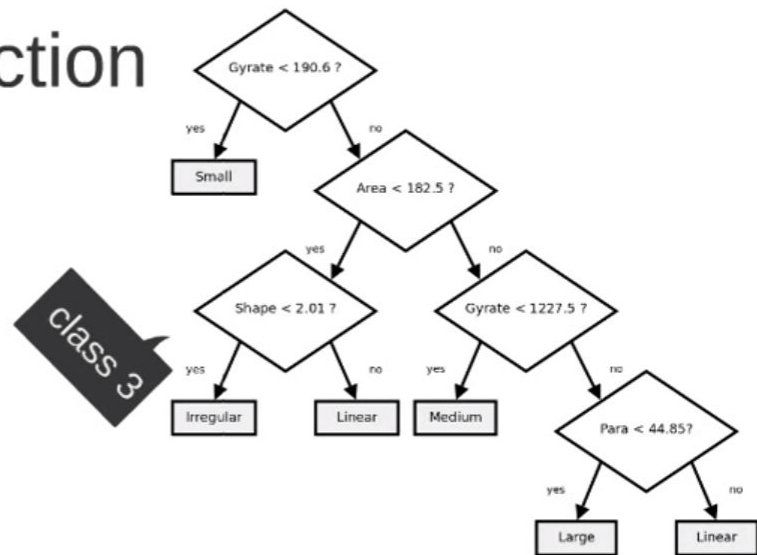 ction
Gyrate < 190.6 ?
yes
no
Small
Area < 182.5 ?
yes
no
Shape < 2.01 ?
Gyrate < 1227.5 ?
class 3
yes
no
yes
no
Irregular
Linear
Medium
Para < 44.85?
yes
no
Large
Linear